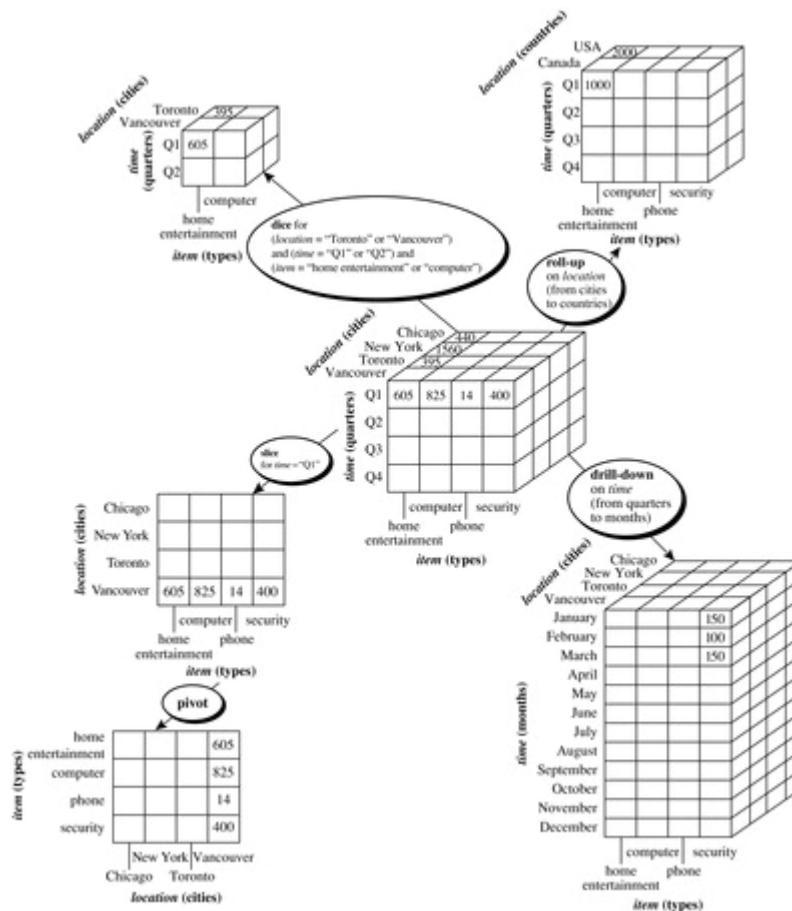 location (cities)
Toronto 395
Vancouver
time (quarters)
Q1 605
Q2
computer
home
entertainment
item (types)
location (countries)
USA 2000
Canada
time (quarters)
Q1 1000
Q2
Q3
Q4
computer security
home phone
entertainment
item (types)
dice for
(location = "Toronto" or "Vancouver")
and (time = "Q1" or "Q2") and
(item = "home entertainment" or "computer")
roll-up
on location
(from cities
to countries)
location (cities)
Chicago 440
New York 1560
Toronto 395
Vancouver
time (quarters)
Q1 605 825 14 400
Q2
Q3
Q4
computer security
home phone
entertainment
item (types)
slice
for time = "Q1"
drill-down
on time
(from quarters
to months)
location (cities)
Chicago
New York
Toronto
Vancouver 605 825 14 400
computer security
home phone
entertainment
item (types)
location (cities)
Chicago
New York
Toronto
Vancouver
time (months)
January 150
February 100
March 150
April
May
June
July
August
September
October
November
December
computer security
home phone
entertainment
item (types)
pivot
item (types)
home
entertainment 605
computer 825
phone 14
security 400
New York Vancouver
Chicago Toronto
location (cities)